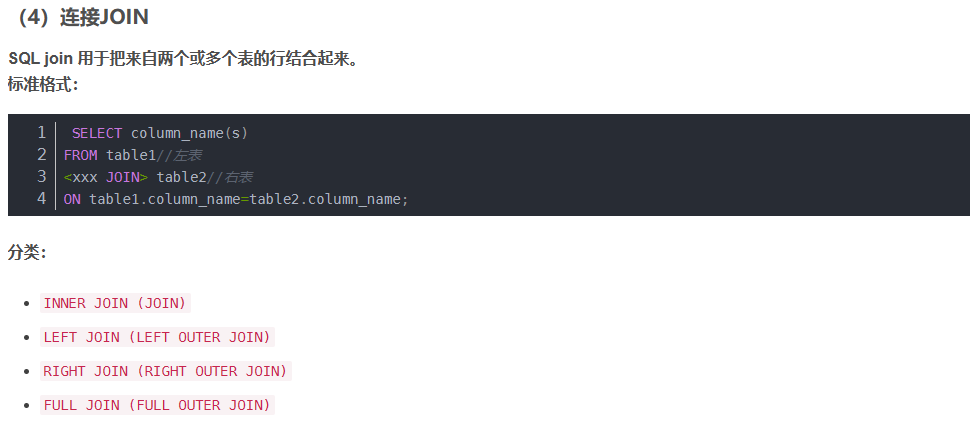 （4）连接JOIN
SQL join 用于把来自两个或多个表的行结合起来。
标准格式：
1 SELECT column_name(s)
2 FROM table1//左表
3 <xxx JOIN> table2//右表
4 ON table1.column_name=table2.column_name;
分类：
• INNER JOIN (JOIN)
• LEFT JOIN (LEFT OUTER JOIN)
• RIGHT JOIN (RIGHT OUTER JOIN)
• FULL JOIN (FULL OUTER JOIN)